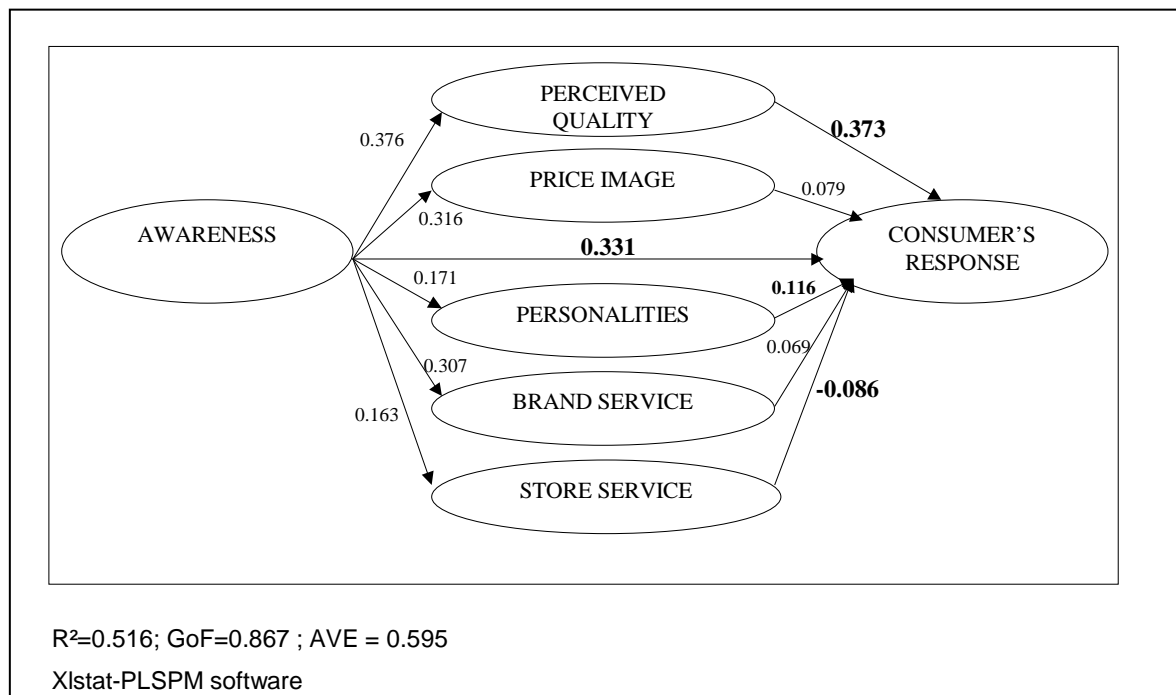 PERCEIVED
QUALITY
0.373
0.376
PRICE IMAGE
0.079
0.316
AWARENESS
0.331
CONSUMER'S
RESPONSE
0.171
0.116
PERSONALITIES
0.069
0.307
BRAND SERVICE
-0.086
0.163
STORE SERVICE
R²=0.516; GoF=0.867 ; AVE = 0.595
Xlstat-PLSPM software